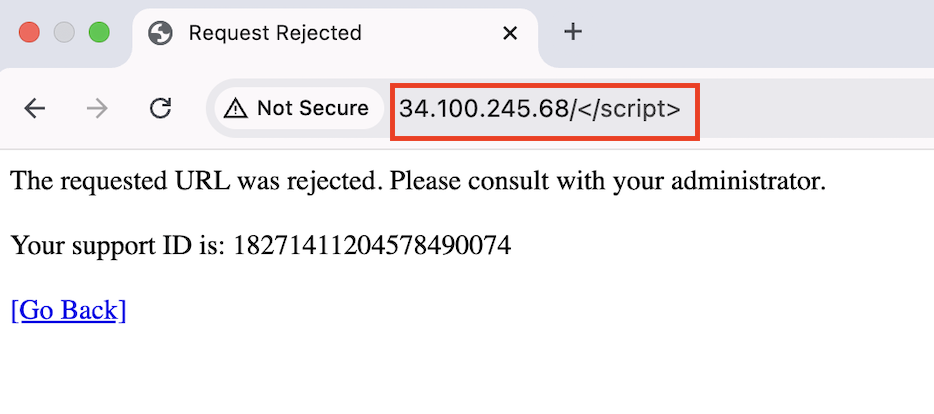 Request Rejected
Not Secure 34.100.245.68/</script>
The requested URL was rejected. Please consult with your administrator.
Your support ID is: 18271411204578490074
[Go Back]